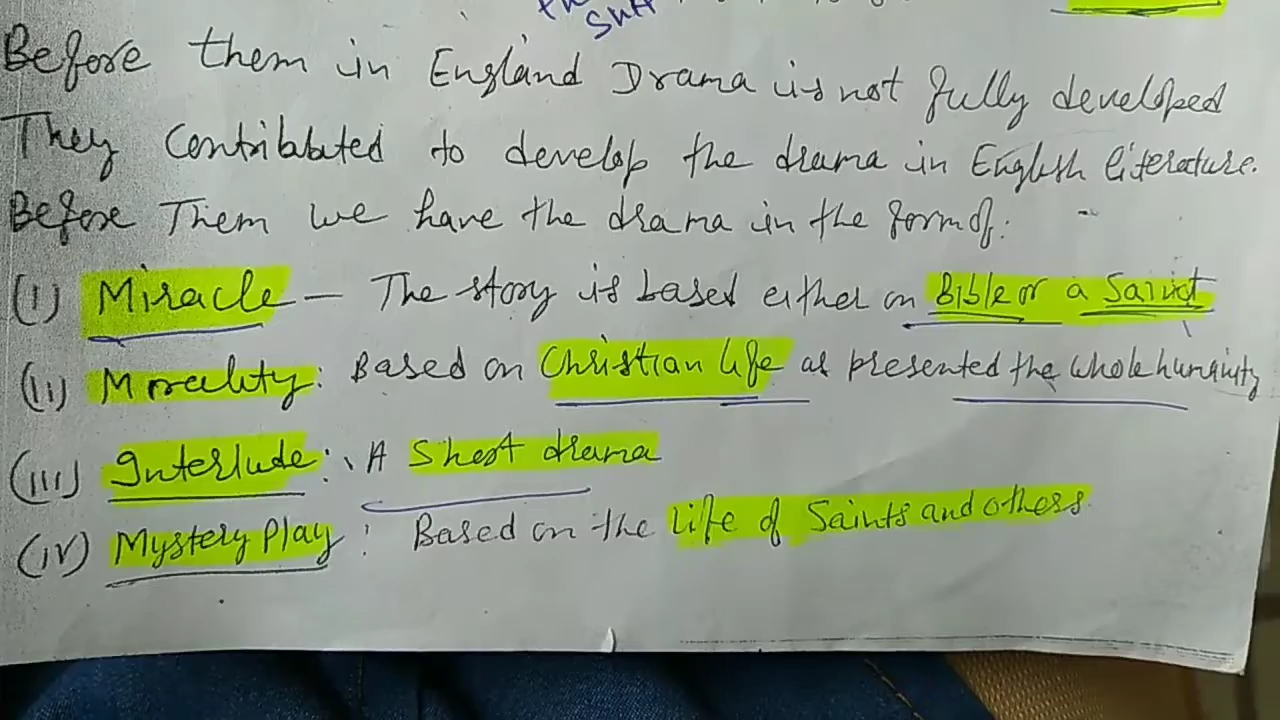 Before them in England Drama is not fully developed
They Contribbuted to develop the drama in English literature.
Before Them we have the drama in the form of:
(I) Miracle — The story is based either on Bible or a Saint
(II) Morality: Based on Christian life as presented the whole humanity
(III) Interlude: A Short drama
(IV) Mystery Play: Based on the life of Saints and others.